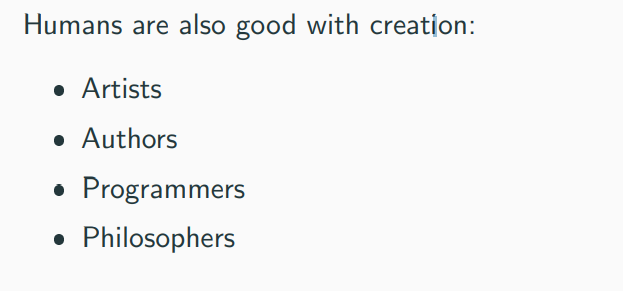 Humans are also good with creation:
• Artists
• Authors
• Programmers
• Philosophers